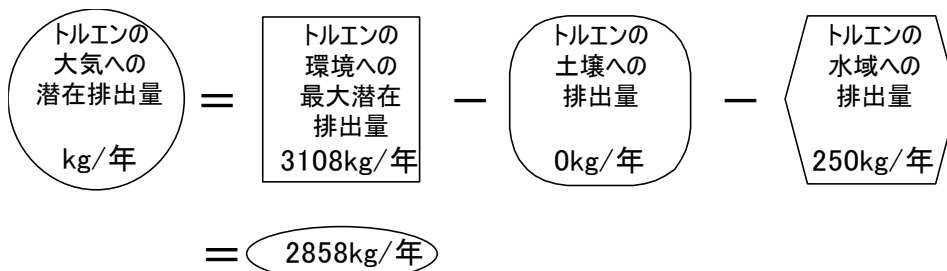 トルエンの
大気への
潜在排出量
kg/年
＝
トルエンの
環境への
最大潜在
排出量
3108kg/年
－
トルエンの
土壌への
排出量
0kg/年
－
トルエンの
水域への
排出量
250kg/年
＝ 2858kg/年